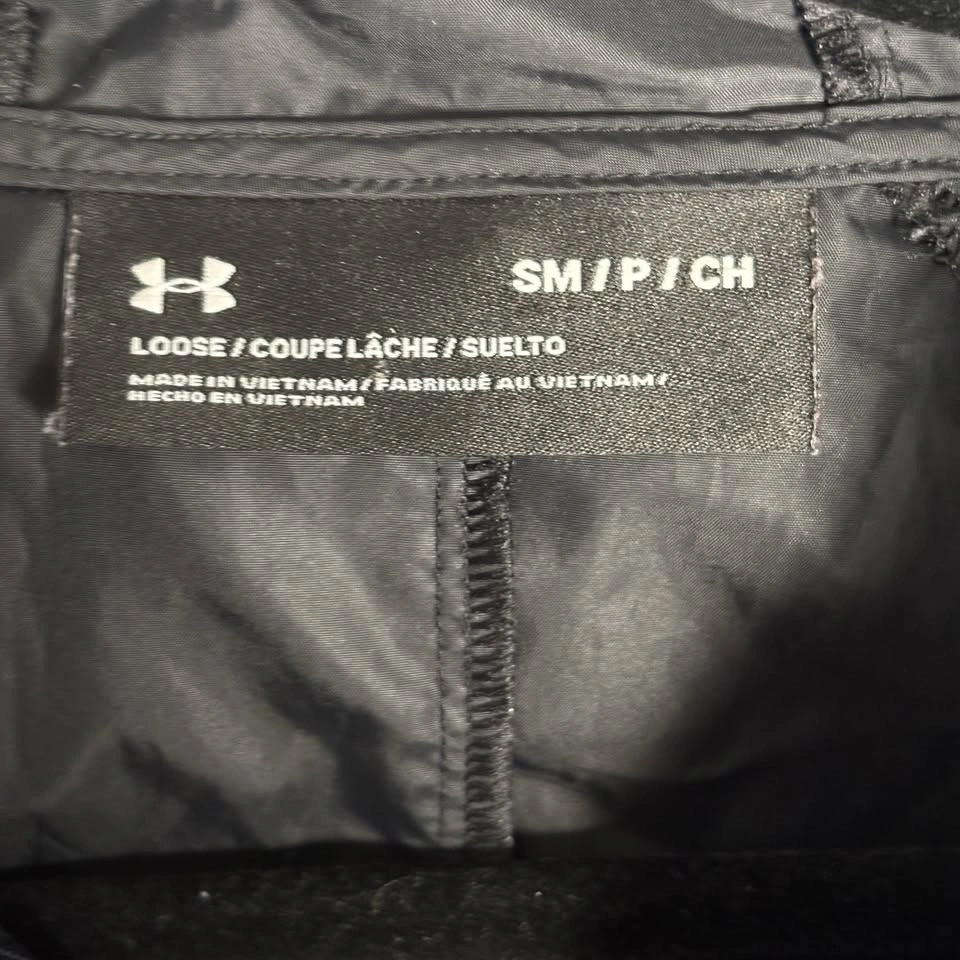 SM / P / CH
LOOSE / COUPE LÂCHE / SUELTO
MADE IN VIETNAM / FABRIQUÉ AU VIETNAM /
HECHO EN VIETNAM